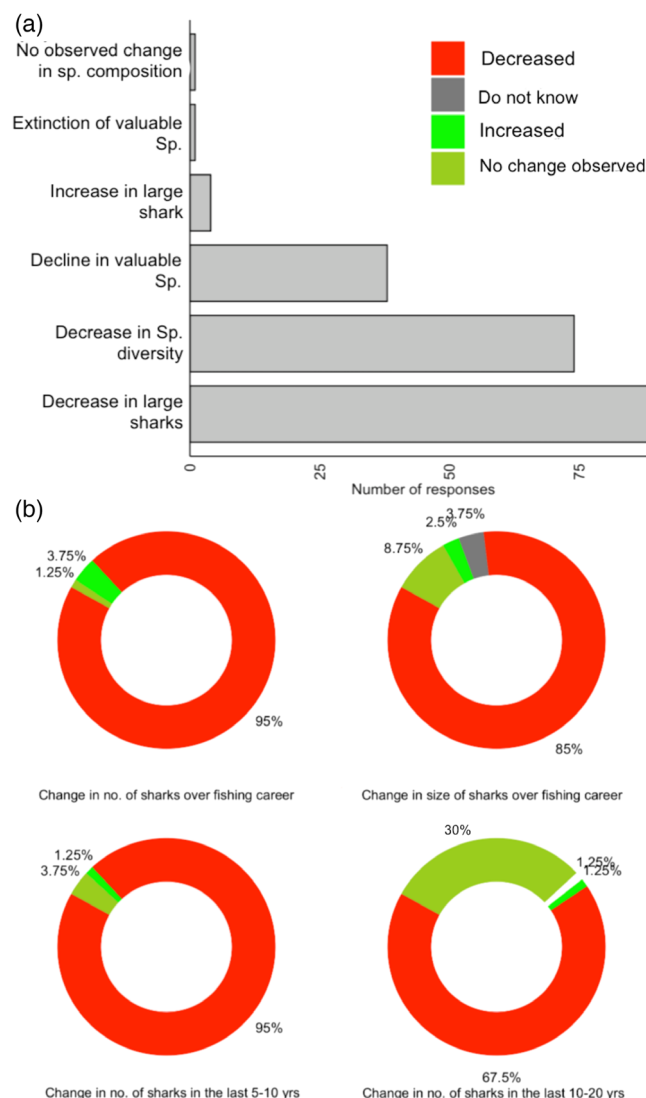 (a)
No observed change
in sp. composition
Extinction of valuable
Sp.
Increase in large
shark
Decline in valuable
Sp.
Decrease in Sp.
diversity
Decrease in large
sharks
0
25
50
75
Number of responses
Decreased
Do not know
Increased
No change observed
(b)
3.75%
1.25%
95%
Change in no. of sharks over fishing career
3.75%
2.5%
8.75%
85%
Change in size of sharks over fishing career
1.25%
3.75%
95%
Change in no. of sharks in the last 5-10 yrs
30%
1.25%
1.25%
67.5%
Change in no. of sharks in the last 10-20 yrs